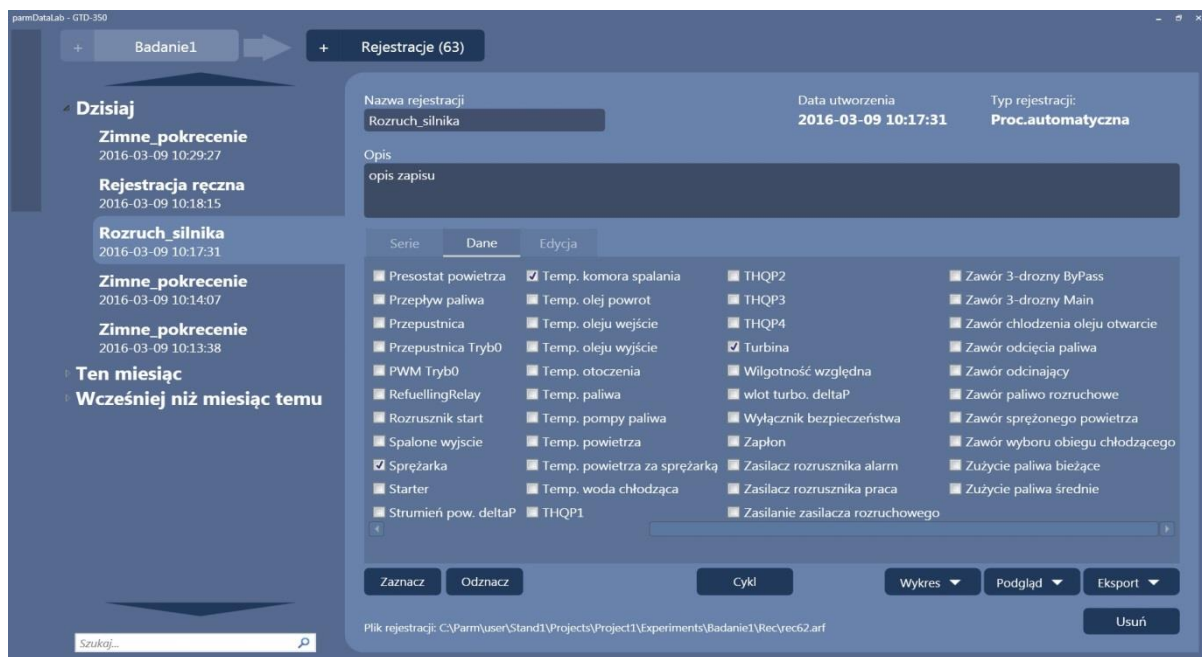 parmDataLab - GTD-350
+ Badanie1
+ Rejestracje (63)
Dzisiaj
Zimne_pokrecenie
2016-03-09 10:29:27
Rejestracja ręczna
2016-03-09 10:18:15
Rozruch_silnika
2016-03-09 10:17:31
Zimne_pokrecenie
2016-03-09 10:14:07
Zimne_pokrecenie
2016-03-09 10:13:38
Ten miesiąc
Wcześniej niż miesiąc temu
Szukaj...
Nazwa rejestracji
Rozruch_silnika
Data utworzenia
2016-03-09 10:17:31
Typ rejestracji:
Proc.automatyczna
Opis
opis zapisu
Serie Dane Edycja
Presostat powietrza
Przepływ paliwa
Przepustnica
Przepustnica Tryb0
PWM Tryb0
RefuellingRelay
Rozrusznik start
Spalone wyjscie
Sprężarka
Starter
Strumień pow. deltaP
Temp. komora spalania
Temp. olej powrot
Temp. oleju wejście
Temp. oleju wyjście
Temp. otoczenia
Temp. paliwa
Temp. pompy paliwa
Temp. powietrza
Temp. powietrza za sprężarką
Temp. woda chłodząca
THQP1
THQP2
THQP3
THQP4
Turbina
Wilgotność względna
wlot turbo. deltaP
Wyłącznik bezpieczeństwa
Zapłon
Zasilacz rozrusznika alarm
Zasilacz rozrusznika praca
Zasilanie zasilacza rozruchowego
Zawór 3-drozny ByPass
Zawór 3-drozny Main
Zawór chlodzenia oleju otwarcie
Zawór odcięcia paliwa
Zawór odcinający
Zawór paliwo rozruchowe
Zawór sprężonego powietrza
Zawór wyboru obiegu chłodzącego
Zużycie paliwa bieżące
Zużycie paliwa średnie
Zaznacz Odznacz Cykl Wykres Podgląd Eksport
Plik rejestracji: C:\Parm\user\Stand1\Projects\Project1\Experiments\Badanie1\Rec\rec62.arf
Usuń